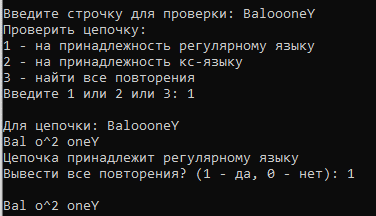 Введите строчку для проверки: BaloooneY
Проверить цепочку:
1 - на принадлежность регулярному языку
2 - на принадлежность кс-языку
3 - найти все повторения
Введите 1 или 2 или 3: 1
Для цепочки: BaloooneY
Bal o^2 oneY
Цепочка принадлежит регулярному языку
Вывести все повторения? (1 - да, 0 - нет): 1
Bal o^2 oneY